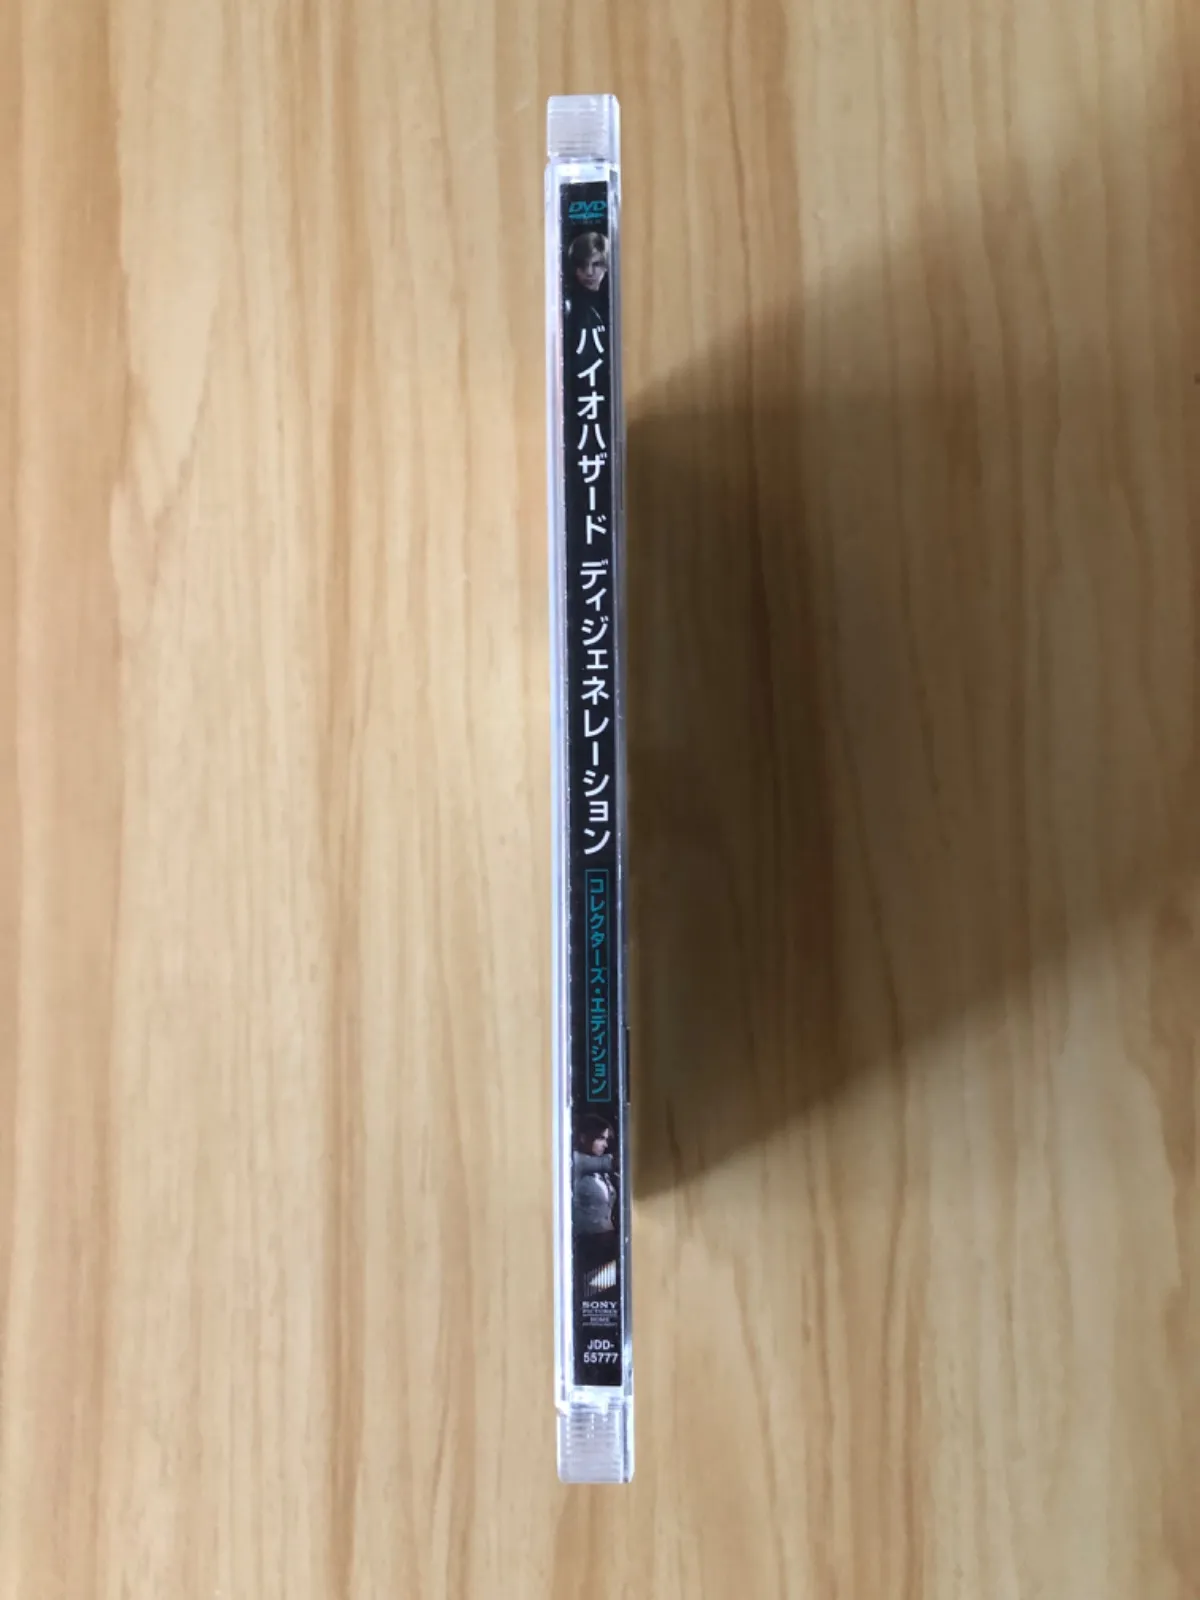 DVD
バイオハザード ディジェネレーション
コレクターズ・エディション
SONY
PICTURES
HOME
ENTERTAINMENT
JDD-
55777